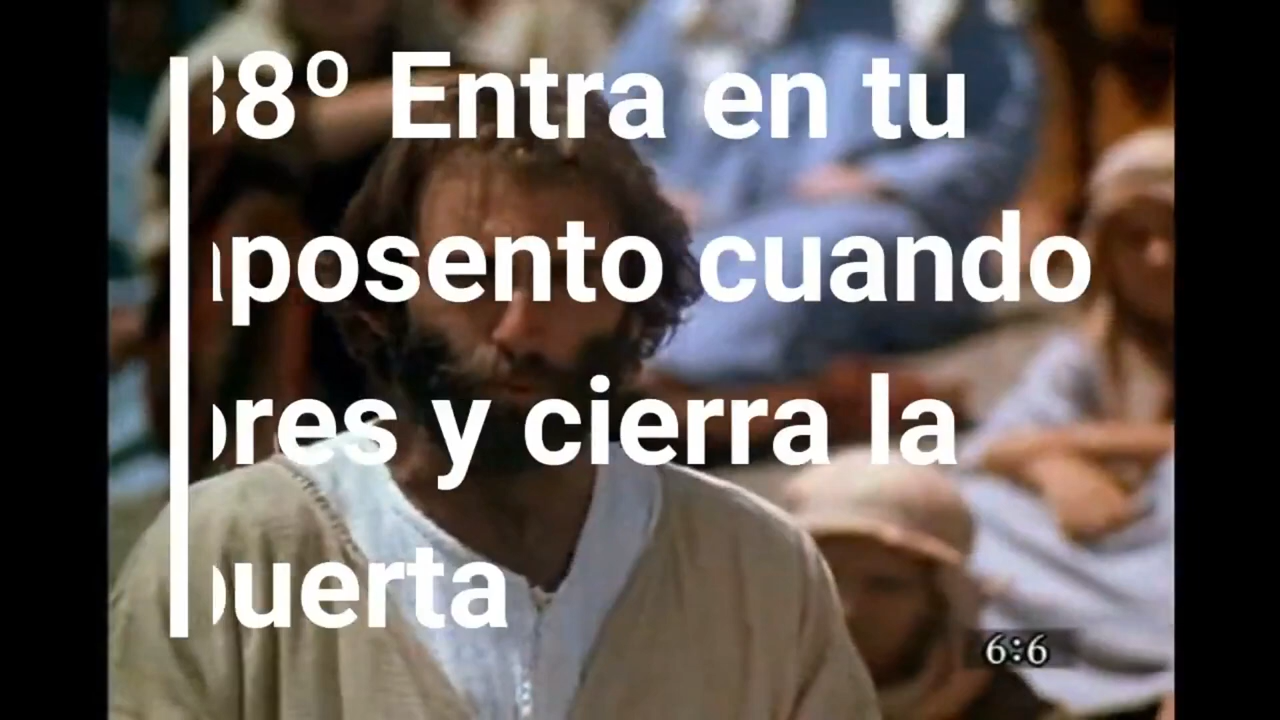 8º Entra en tu
posento cuando
res y cierra la
uerta
6:6